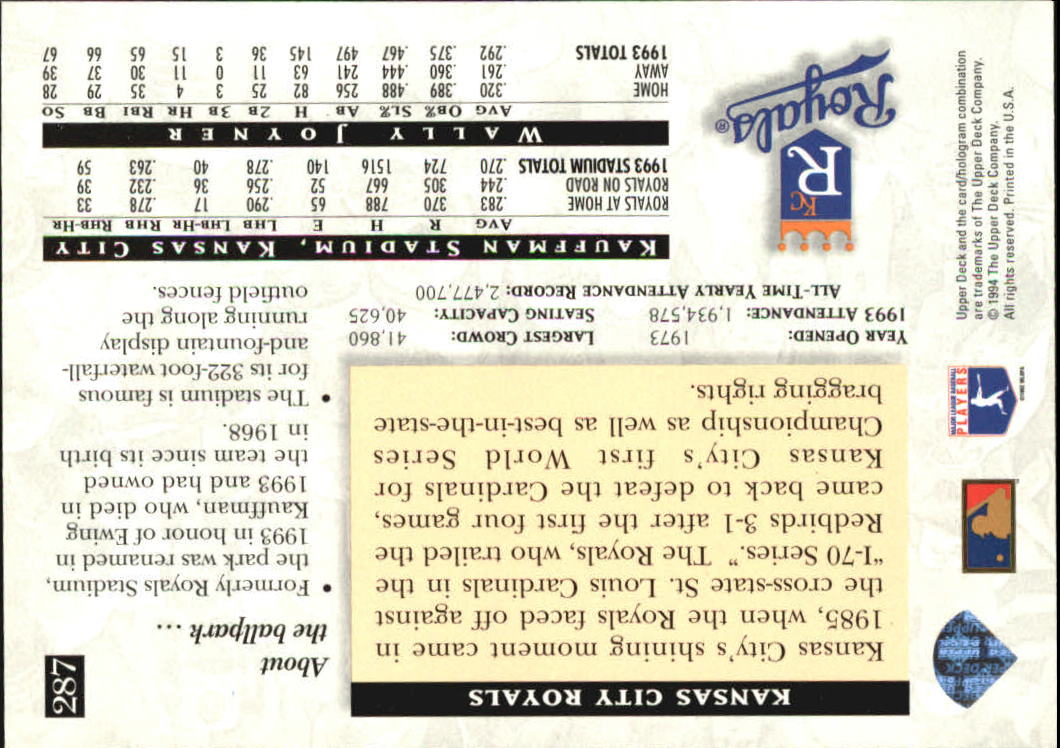 287
KANSAS CITY ROYALS
Kansas City's shining moment came in
1985, when the Royals faced off against
the cross-state St. Louis Cardinals in the
"I-70 Series." The Royals, who trailed the
Redbirds 3-1 after the first four games,
came back to defeat the Cardinals for
Kansas City's first World Series
Championship as well as best-in-the-state
bragging rights.
About
the ballpark ...
• Formerly Royals Stadium,
the park was renamed in
1993 in honor of Ewing
Kauffman, who died in
1993 and had owned
the team since its birth
in 1968.
• The stadium is famous
for its 322-foot waterfall-
and-fountain display
running along the
outfield fences.
YEAR OPENED: 1973 LARGEST CROWD: 41,860
1993 ATTENDANCE: 1,934,578 SEATING CAPACITY: 40,625
ALL-TIME YEARLY ATTENDANCE RECORD: 2,477,700
KAUFFMAN STADIUM, KANSAS CITY
AVG R H E LHB LHB-HR RHB RHB-HR
ROYALS AT HOME .283 370 788 65 .290 17 .278 33
ROYALS ON ROAD .244 305 667 52 .256 36 .232 39
1993 STADIUM TOTALS .270 724 1516 140 .278 40 .263 59
WALLY JOYNER
AVG OB% SL% AB H 2B 3B HR RBI BB SO
HOME .320 .389 .488 256 82 25 3 4 35 29 28
AWAY .261 .360 .444 241 63 11 0 11 30 37 39
1993 TOTALS .292 .375 .467 497 145 36 3 15 65 66 67
KC
R
Royals®
MAJOR LEAGUE BASEBALL
PLAYERS
Upper Deck and the card/hologram combination
are trademarks of The Upper Deck Company.
© 1994 The Upper Deck Company.
All rights reserved. Printed in the U.S.A.